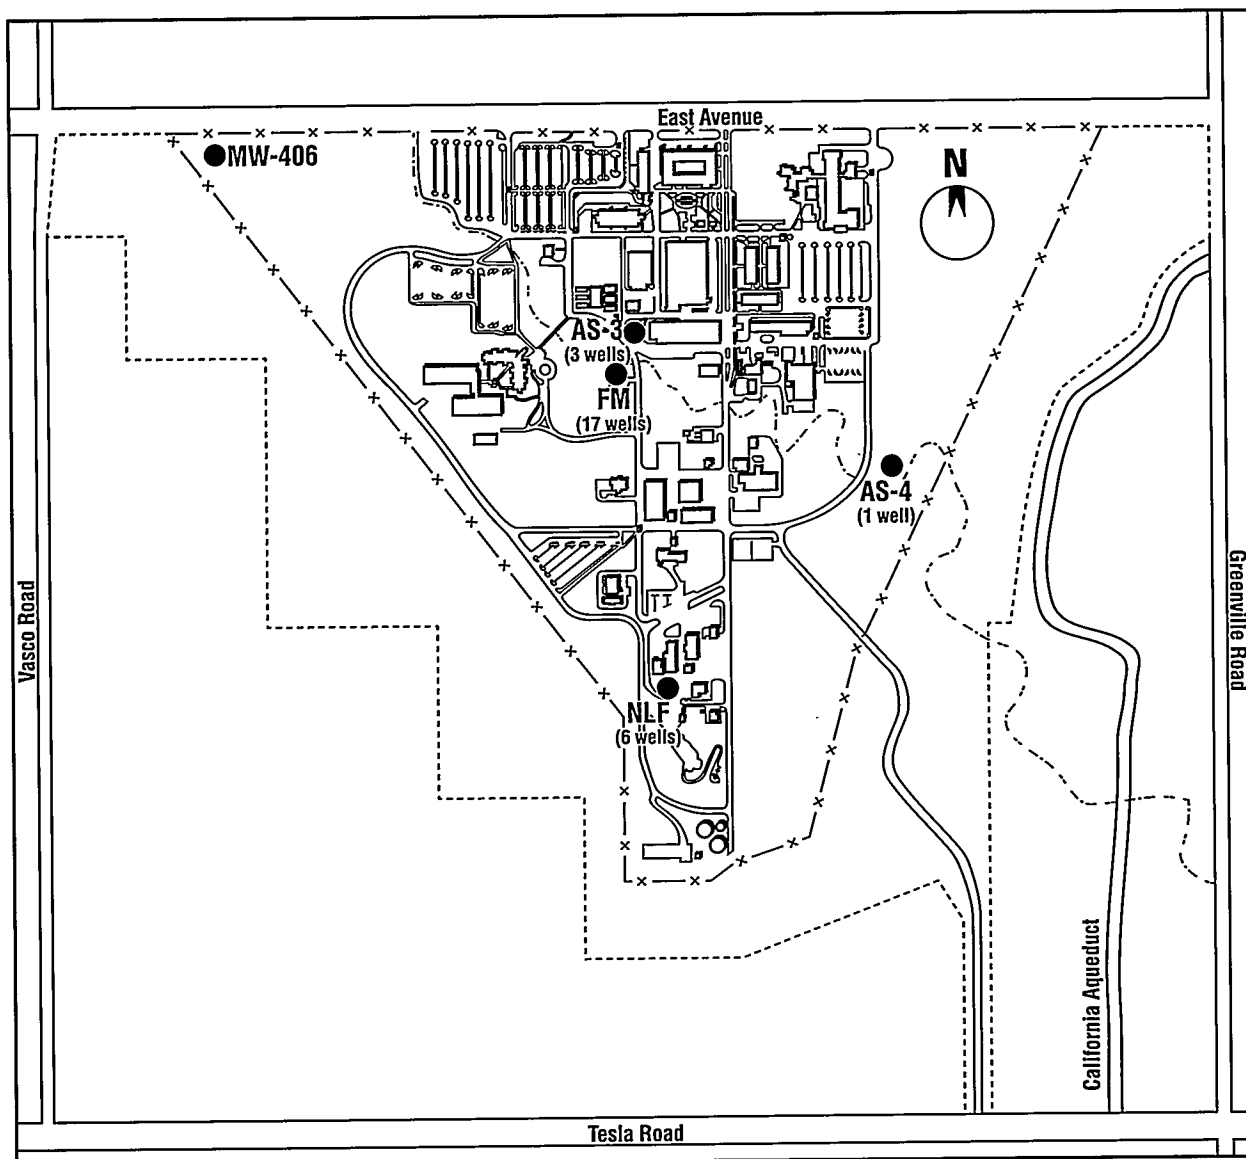 East Avenue
MW-406
N
AS-3
(3 wells)
FM
(17 wells)
AS-4
(1 well)
Vasco Road
Greenville Road
NLF
(6 wells)
California Aqueduct
Tesla Road